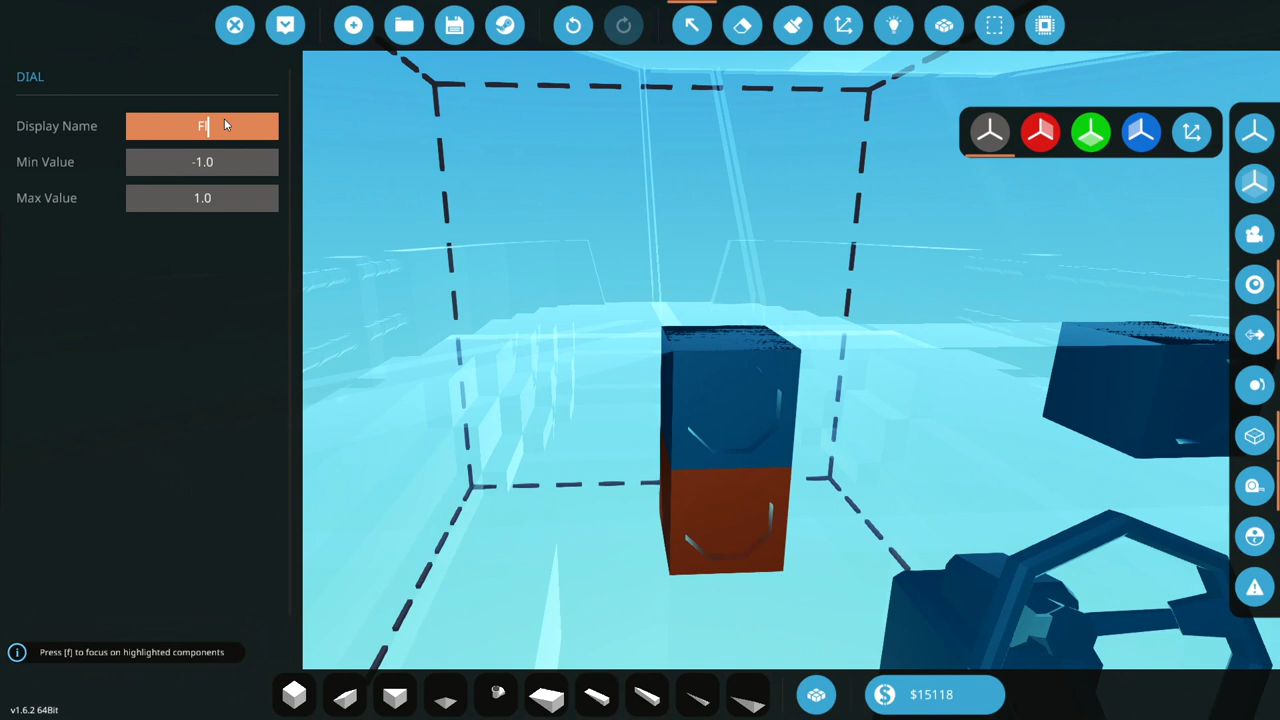 DIAL
Display Name Fl
Min Value -1.0
Max Value 1.0
Press [f] to focus on highlighted components
v1.6.2 64Bit
$15118